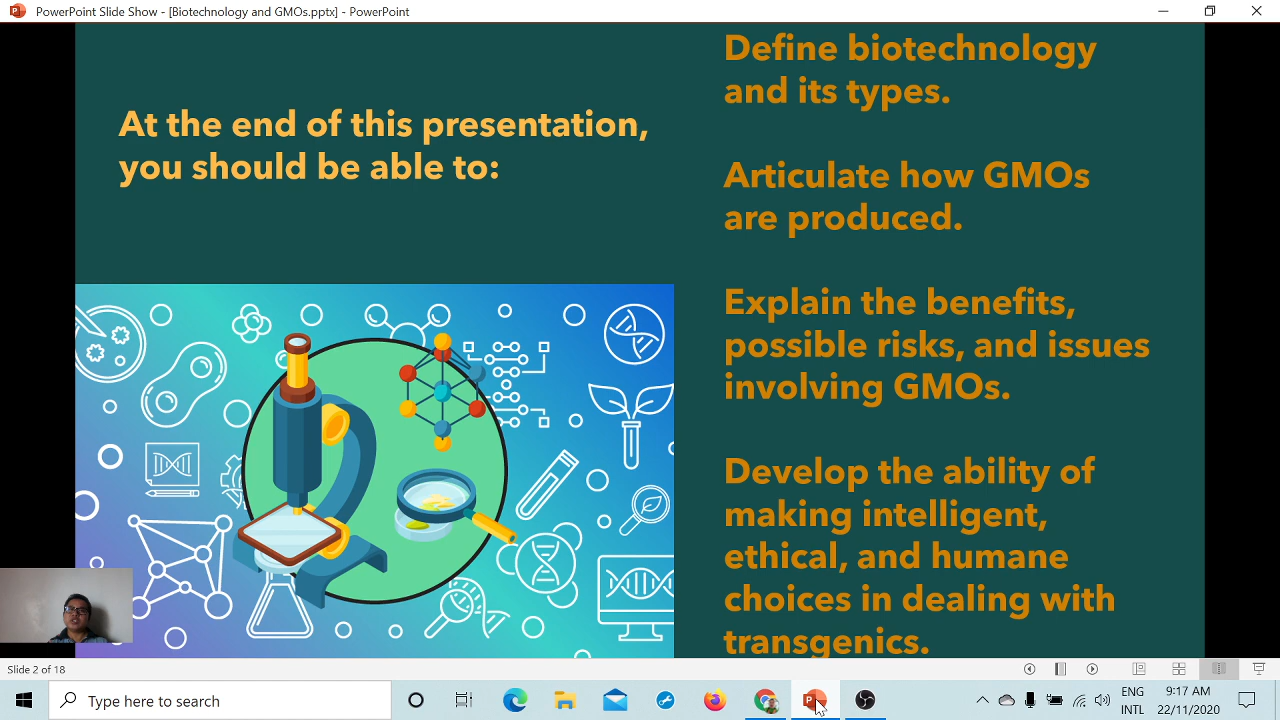 PowerPoint Slide Show - [Biotechnology and GMOs.pptx] - PowerPoint
At the end of this presentation,
you should be able to:
Define biotechnology
and its types.
Articulate how GMOs
are produced.
Explain the benefits,
possible risks, and issues
involving GMOs.
Develop the ability of
making intelligent,
ethical, and humane
choices in dealing with
transgenics.
Slide 2 of 18
Type here to search
ENG
INTL
9:17 AM
22/11/2020